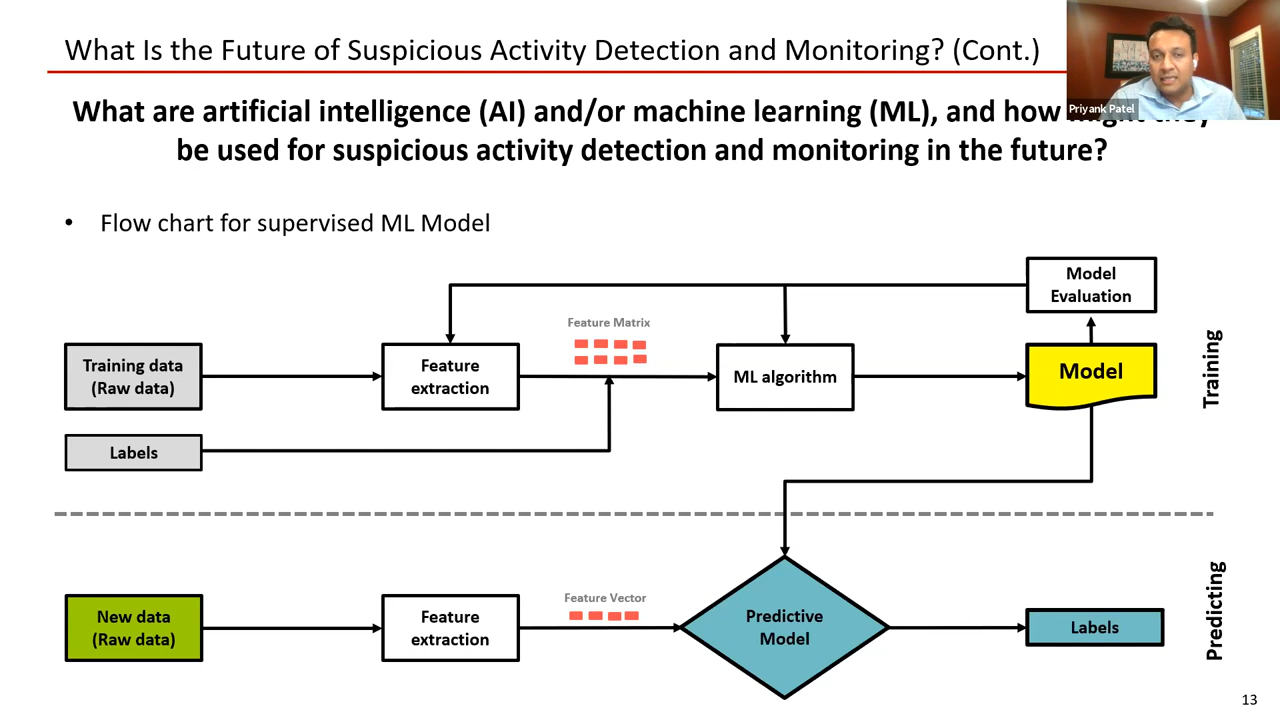 What Is the Future of Suspicious Activity Detection and Monitoring? (Cont.)
Priyank Patel
What are artificial intelligence (AI) and/or machine learning (ML), and how
be used for suspicious activity detection and monitoring in the future?
• Flow chart for supervised ML Model
Model
Evaluation
Feature Matrix
Training data
(Raw data)
Feature
extraction
ML algorithm
Model
Training
Labels
New data
(Raw data)
Feature
extraction
Feature Vector
Predictive
Model
Labels
Predicting
13